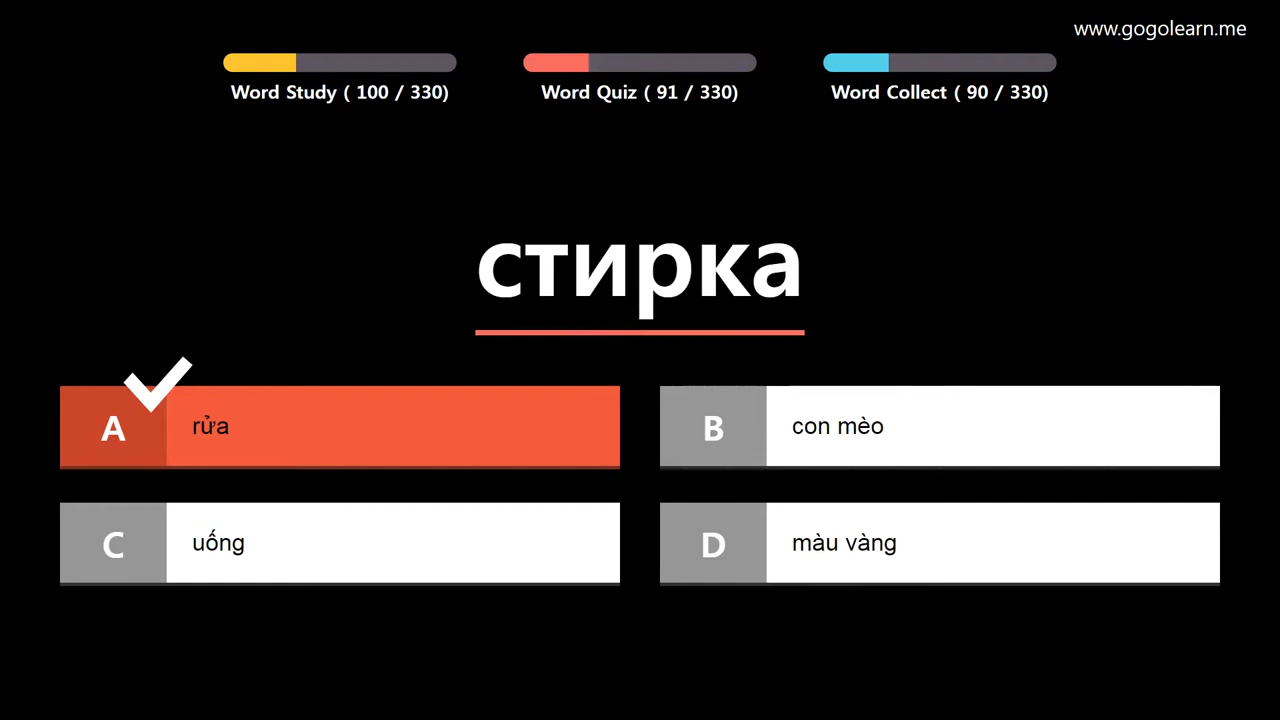 www.gogolearn.me
Word Study ( 100 / 330)
Word Quiz ( 91 / 330)
Word Collect ( 90 / 330)
стирка
A rửa
B con mèo
C uống
D màu vàng